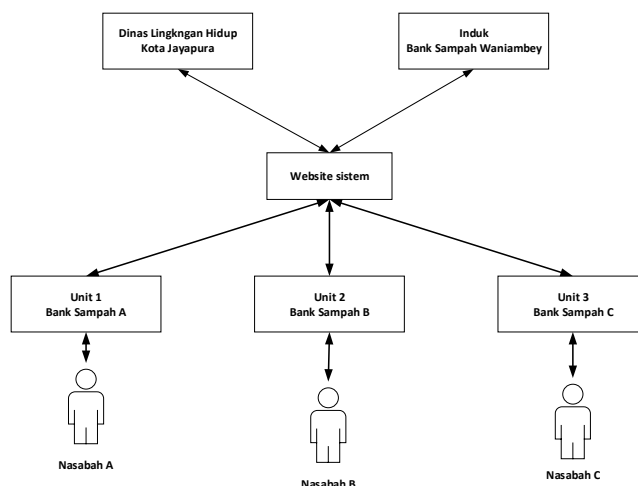 Dinas Lingkngan Hidup
Kota Jayapura
Induk
Bank Sampah Waniambey
Website sistem
Unit 1
Bank Sampah A
Unit 2
Bank Sampah B
Unit 3
Bank Sampah C
Nasabah A
Nasabah B
Nasabah C